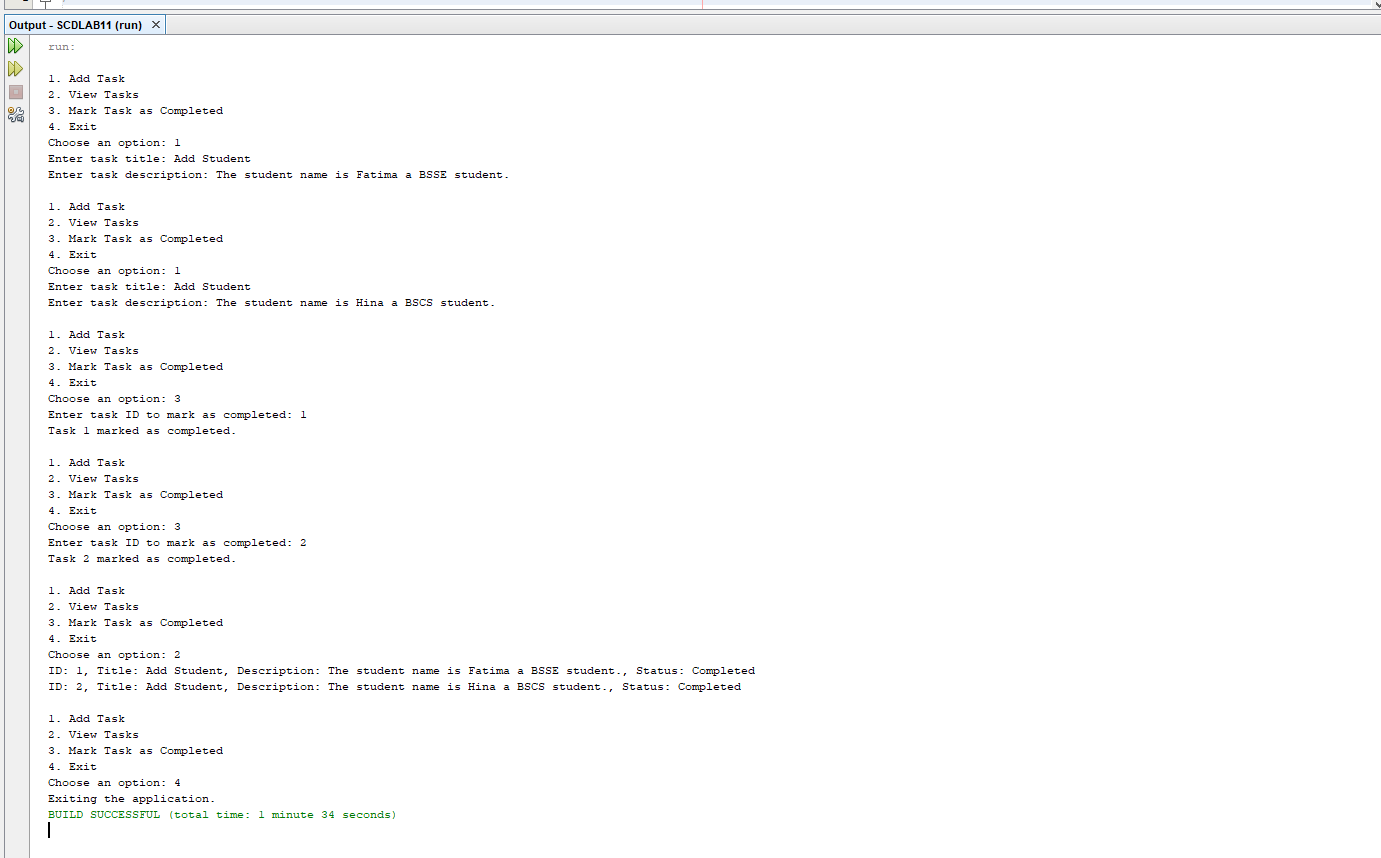 Output - SCDLAB11 (run)
run:
1. Add Task
2. View Tasks
3. Mark Task as Completed
4. Exit
Choose an option: 1
Enter task title: Add Student
Enter task description: The student name is Fatima a BSSE student.
1. Add Task
2. View Tasks
3. Mark Task as Completed
4. Exit
Choose an option: 1
Enter task title: Add Student
Enter task description: The student name is Hina a BSCS student.
1. Add Task
2. View Tasks
3. Mark Task as Completed
4. Exit
Choose an option: 3
Enter task ID to mark as completed: 1
Task 1 marked as completed.
1. Add Task
2. View Tasks
3. Mark Task as Completed
4. Exit
Choose an option: 3
Enter task ID to mark as completed: 2
Task 2 marked as completed.
1. Add Task
2. View Tasks
3. Mark Task as Completed
4. Exit
Choose an option: 2
ID: 1, Title: Add Student, Description: The student name is Fatima a BSSE student., Status: Completed
ID: 2, Title: Add Student, Description: The student name is Hina a BSCS student., Status: Completed
1. Add Task
2. View Tasks
3. Mark Task as Completed
4. Exit
Choose an option: 4
Exiting the application.
BUILD SUCCESSFUL (total time: 1 minute 34 seconds)